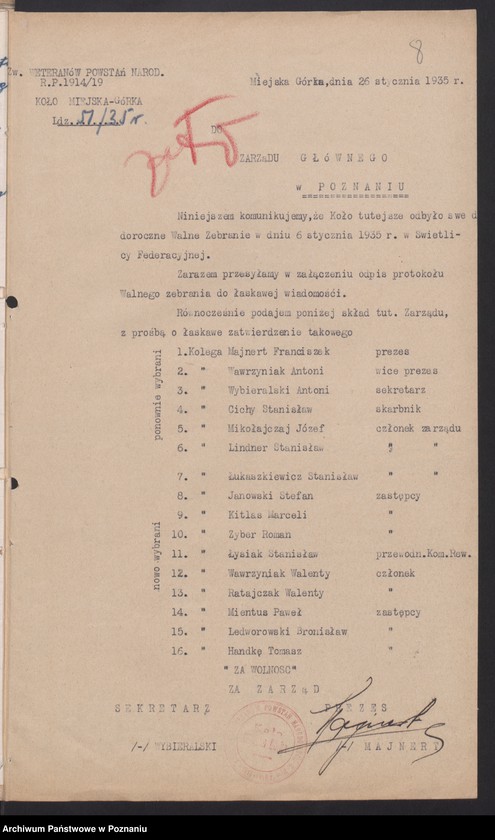 8
Zw. WETERANóW POWSTAń NAROD.
R.P.1914/19
KOŁO MIEJSKA-GóRKA
Ldz. 51/35 r.
Miejska Górka,dnia 26 stycznia 1935 r.
Do
ZARZąDU GŁóWNEGO
w POZNANIU
Niniejszem komunikujemy,że Koło tutejsze odbyło swe d
doroczne Walne Zebranie w dniu 6 stycznia 1935 r. w Swietli-
cy Federacyjnej.
Zarazem przesyłamy w załączeniu odpis protokołu
Walnego zebrania do łaskawej wiadomości.
Równocześnie podajem poniżej skład tut. Zarządu,
z prośbą o łaskawe zatwierdzenie takowego
ponownie wybrani
1.Kolega Majnert Franciszek prezes
2. " Wawrzyniak Antoni wice prezes
3. " Wybieralski Antoni sekretarz
4. " Cichy Stanisław skarbnik
5. " Mikołajczaj Józef członek zarządu
6. " Lindner Stanisław " "
7. " Łukaszkiewicz Stanisław " "
8. " Janowski Stefan zastępcy
9. " Kitlas Marceli "
10. " Zyber Roman "
nowo wybrani
11. " Łysiak Stanisław przewodn.Kom.Rew.
12. " Wawrzyniak Walenty członek
13. " Ratajczak Walenty "
14. " Mientus Paweł zastępcy
15. " Ledworowski Bronisław "
16. " Handkę Tomasz "
"ZA WOLNOSC"
ZA ZARZĄD
SEKRETARZ PREZES
/-/ WYBIERALSKI /-/ MAJNERT
Archiwum Państwowe w Poznaniu